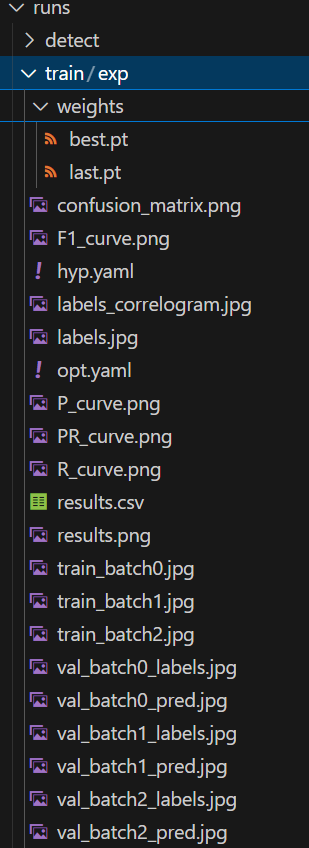 runs
detect
train / exp
weights
best.pt
last.pt
confusion_matrix.png
F1_curve.png
hyp.yaml
labels_correlogram.jpg
labels.jpg
opt.yaml
P_curve.png
PR_curve.png
R_curve.png
results.csv
results.png
train_batch0.jpg
train_batch1.jpg
train_batch2.jpg
val_batch0_labels.jpg
val_batch0_pred.jpg
val_batch1_labels.jpg
val_batch1_pred.jpg
val_batch2_labels.jpg
val_batch2_pred.jpg